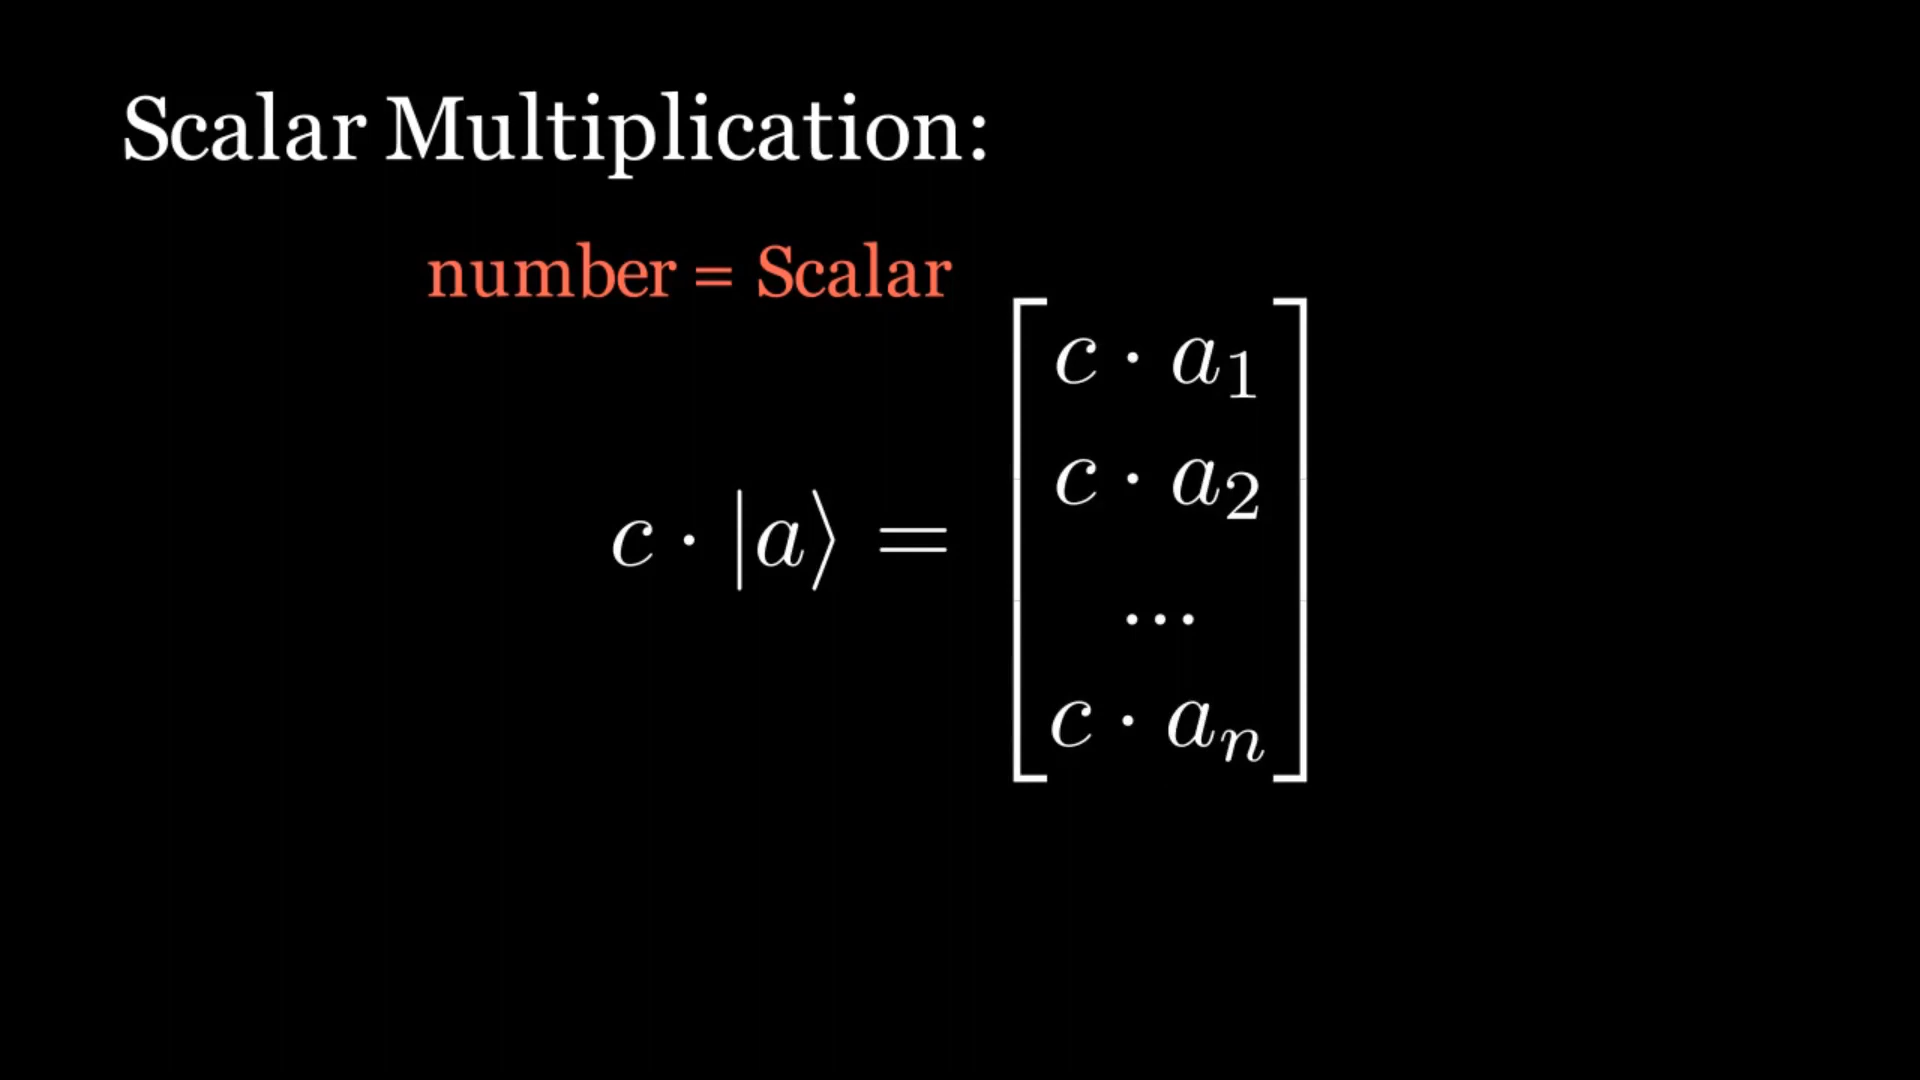 Scalar Multiplication:
number = Scalar
c · |a⟩ =
c · a₁
c · a₂
...
c · aₙ